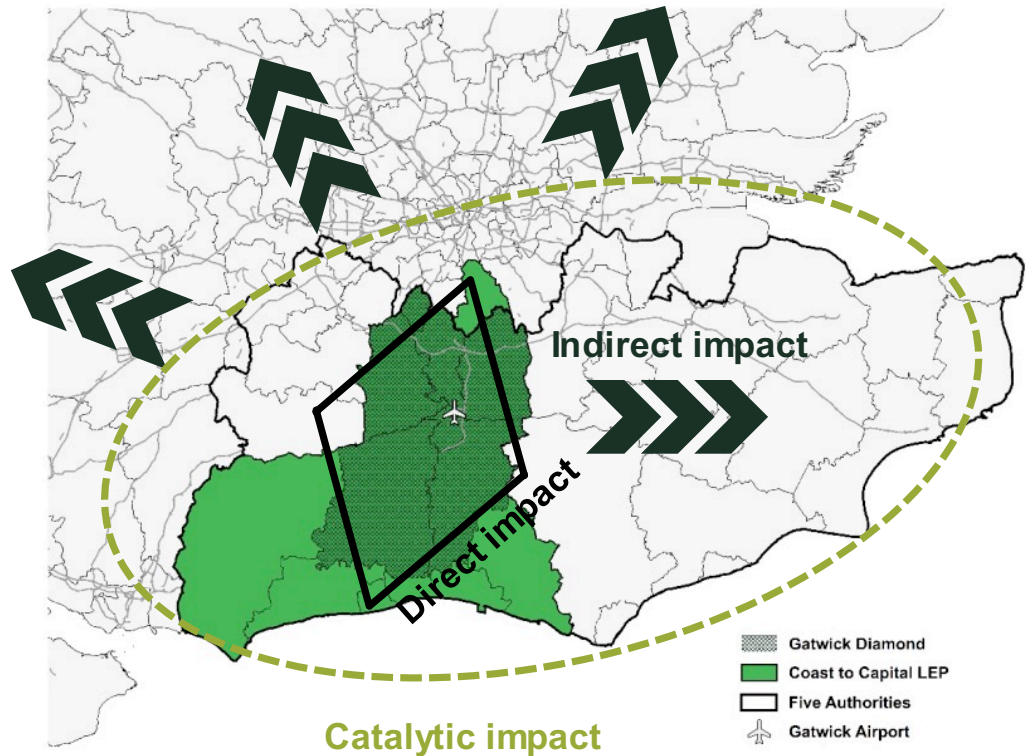 Indirect impact
Direct impact
Catalytic impact
Gatwick Diamond
Coast to Capital LEP
Five Authorities
Gatwick Airport